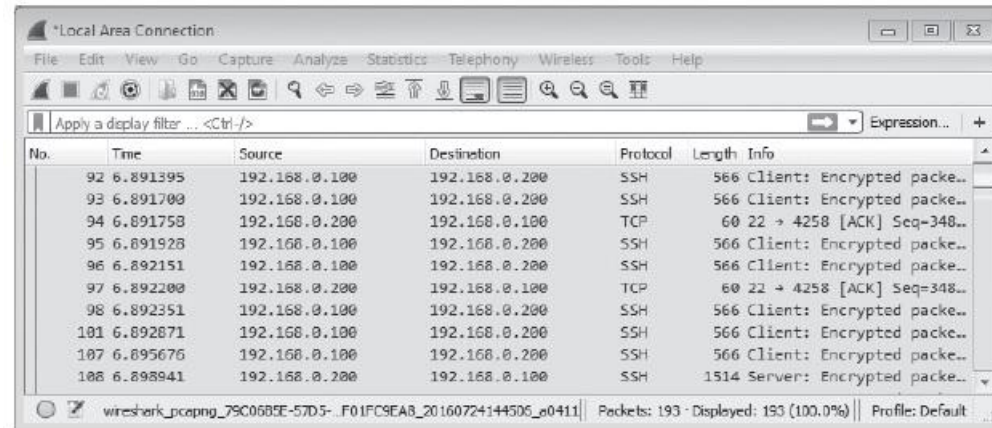 *Local Area Connection
File Edit View Go Capture Analyze Statistics Telephony Wireless Tools Help
Apply a display filter ... <Ctrl-/> Expression... +
No. Time Source Destination Protocol Length Info
92 6.891395 192.168.0.100 192.168.0.200 SSH 566 Client: Encrypted packe…
93 6.891700 192.168.0.100 192.168.0.200 SSH 566 Client: Encrypted packe…
94 6.891758 192.168.0.200 192.168.0.100 TCP 60 22 → 4258 [ACK] Seq=348…
95 6.891928 192.168.0.100 192.168.0.200 SSH 566 Client: Encrypted packe…
96 6.892151 192.168.0.100 192.168.0.200 SSH 566 Client: Encrypted packe…
97 6.892200 192.168.0.200 192.168.0.100 TCP 60 22 → 4258 [ACK] Seq=348…
98 6.892351 192.168.0.100 192.168.0.200 SSH 566 Client: Encrypted packe…
101 6.892871 192.168.0.100 192.168.0.200 SSH 566 Client: Encrypted packe…
107 6.895676 192.168.0.100 192.168.0.200 SSH 566 Client: Encrypted packe…
108 6.898941 192.168.0.200 192.168.0.100 SSH 1514 Server: Encrypted packe…
Packets: 193 · Displayed: 193 (100.0%) Profile: Default